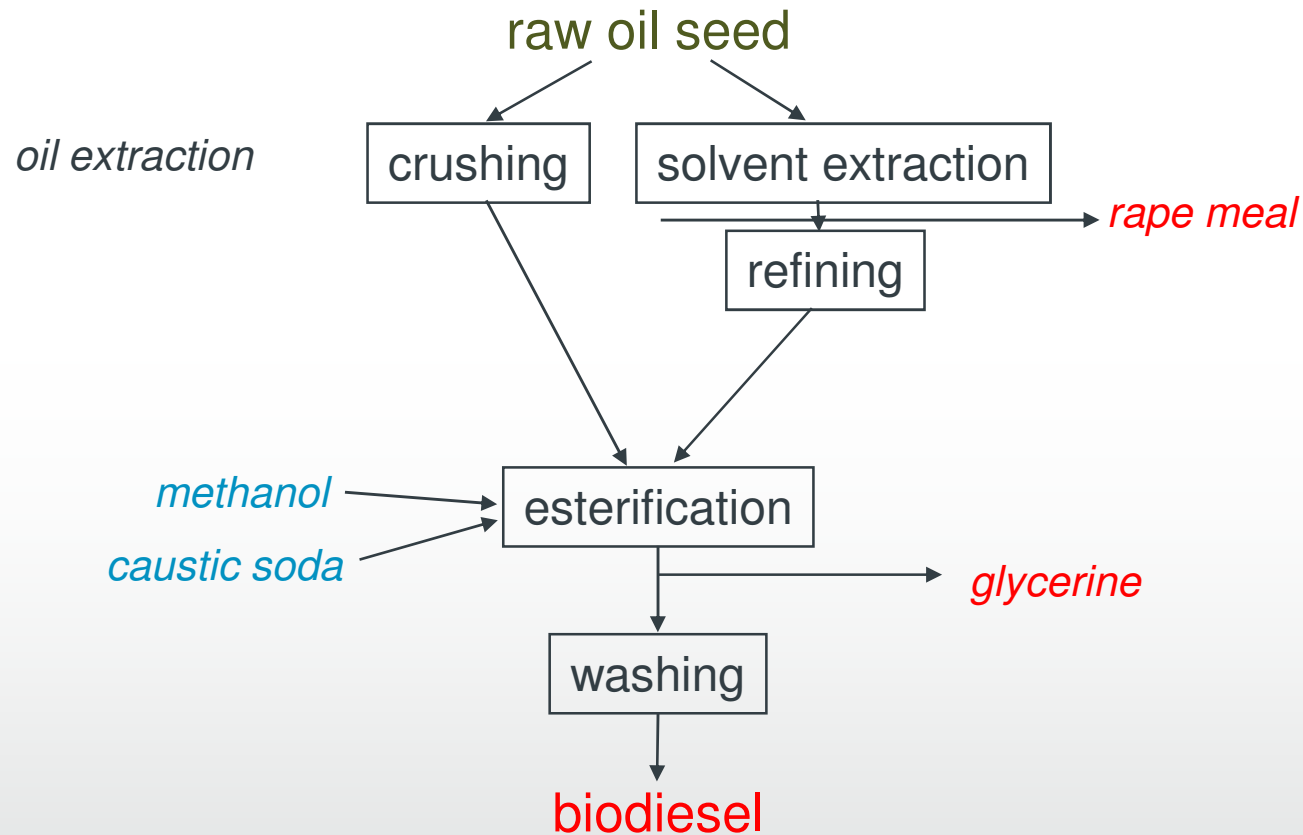 raw oil seed
oil extraction
crushing
solvent extraction
rape meal
refining
methanol
esterification
caustic soda
glycerine
washing
biodiesel